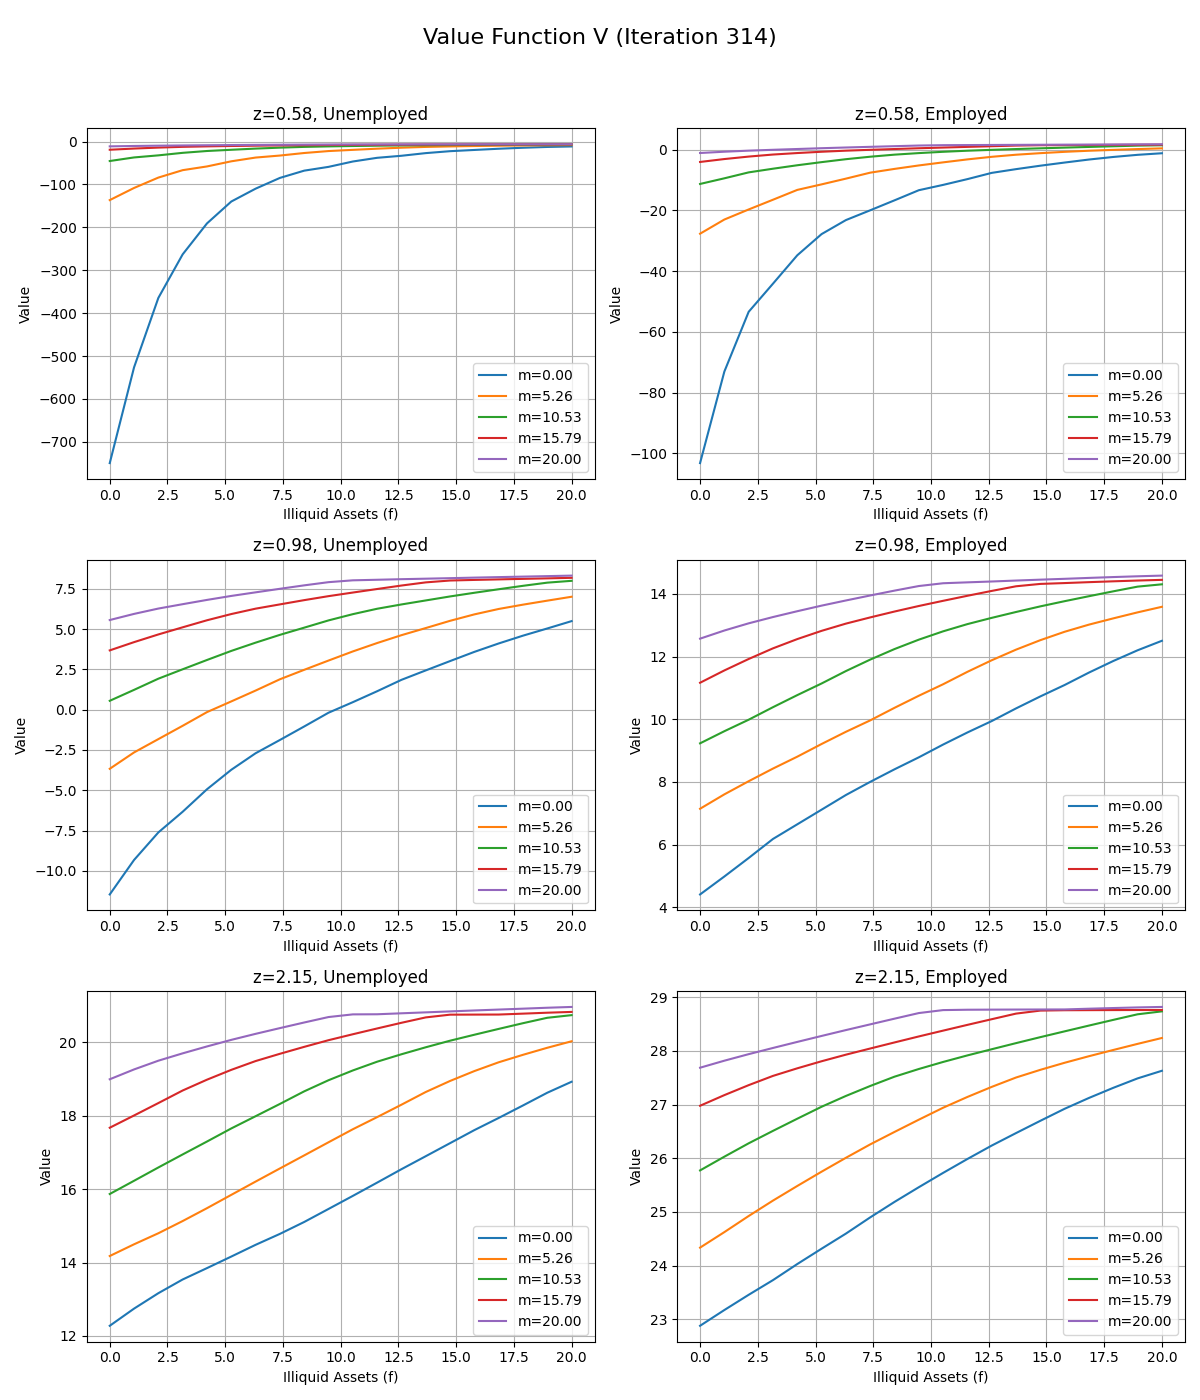 Value Function V (Iteration 314)
z=0.58, Unemployed
0
−100
−200
−300
−400
−500
−600
−700
Value
m=0.00
m=5.26
m=10.53
m=15.79
m=20.00
0.0 2.5 5.0 7.5 10.0 12.5 15.0 17.5 20.0
Illiquid Assets (f)
z=0.58, Employed
0
−20
−40
−60
−80
−100
Value
m=0.00
m=5.26
m=10.53
m=15.79
m=20.00
0.0 2.5 5.0 7.5 10.0 12.5 15.0 17.5 20.0
Illiquid Assets (f)
z=0.98, Unemployed
7.5
5.0
2.5
0.0
−2.5
−5.0
−7.5
−10.0
Value
m=0.00
m=5.26
m=10.53
m=15.79
m=20.00
0.0 2.5 5.0 7.5 10.0 12.5 15.0 17.5 20.0
Illiquid Assets (f)
z=0.98, Employed
14
12
10
8
6
4
Value
m=0.00
m=5.26
m=10.53
m=15.79
m=20.00
0.0 2.5 5.0 7.5 10.0 12.5 15.0 17.5 20.0
Illiquid Assets (f)
z=2.15, Unemployed
20
18
16
14
12
Value
m=0.00
m=5.26
m=10.53
m=15.79
m=20.00
0.0 2.5 5.0 7.5 10.0 12.5 15.0 17.5 20.0
Illiquid Assets (f)
z=2.15, Employed
29
28
27
26
25
24
23
Value
m=0.00
m=5.26
m=10.53
m=15.79
m=20.00
0.0 2.5 5.0 7.5 10.0 12.5 15.0 17.5 20.0
Illiquid Assets (f)